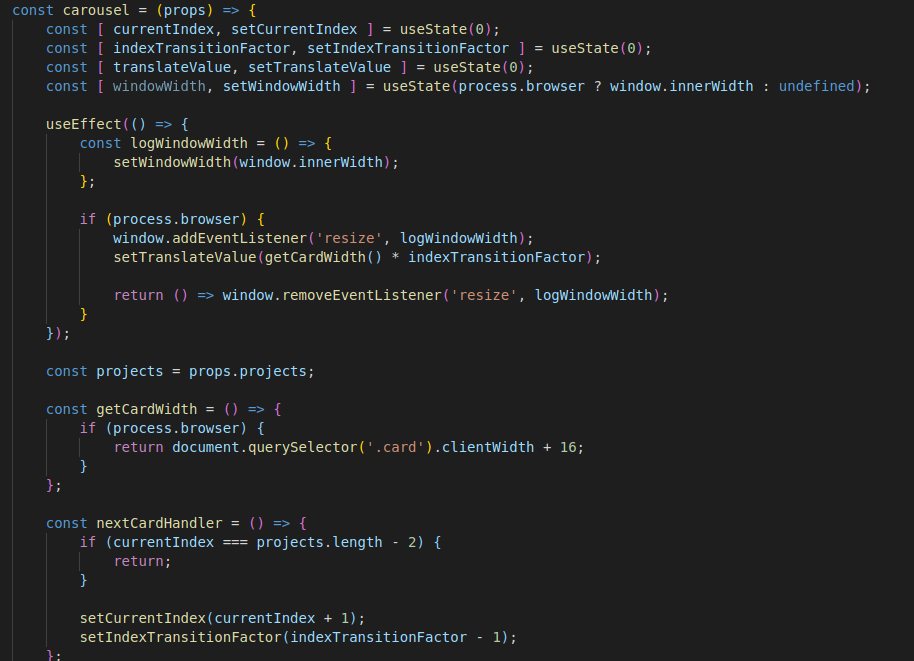 const carousel = (props) => {
    const [ currentIndex, setCurrentIndex ] = useState(0);
    const [ indexTransitionFactor, setIndexTransitionFactor ] = useState(0);
    const [ translateValue, setTranslateValue ] = useState(0);
    const [ windowWidth, setWindowWidth ] = useState(process.browser ? window.innerWidth : undefined);

    useEffect(() => {
        const logWindowWidth = () => {
            setWindowWidth(window.innerWidth);
        };

        if (process.browser) {
            window.addEventListener('resize', logWindowWidth);
            setTranslateValue(getCardWidth() * indexTransitionFactor);

            return () => window.removeEventListener('resize', logWindowWidth);
        }
    });

    const projects = props.projects;

    const getCardWidth = () => {
        if (process.browser) {
            return document.querySelector('.card').clientWidth + 16;
        }
    };

    const nextCardHandler = () => {
        if (currentIndex === projects.length - 2) {
            return;
        }

        setCurrentIndex(currentIndex + 1);
        setIndexTransitionFactor(indexTransitionFactor - 1);
    };